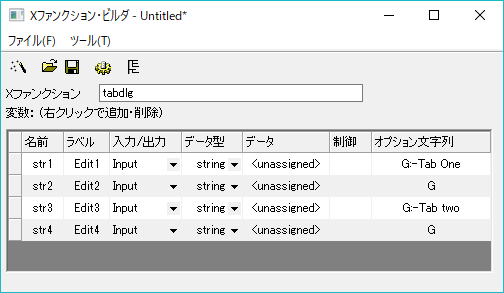 Xファンクション・ビルダ - Untitled*
ファイル(F) ツール(T)
Xファンクション tabdlg
変数: (右クリックで追加・削除)
名前 ラベル 入力/出力 データ型 データ 制御 オプション文字列
str1 Edit1 Input string <unassigned> G:-Tab One
str2 Edit2 Input string <unassigned> G
str3 Edit3 Input string <unassigned> G:-Tab two
str4 Edit4 Input string <unassigned> G